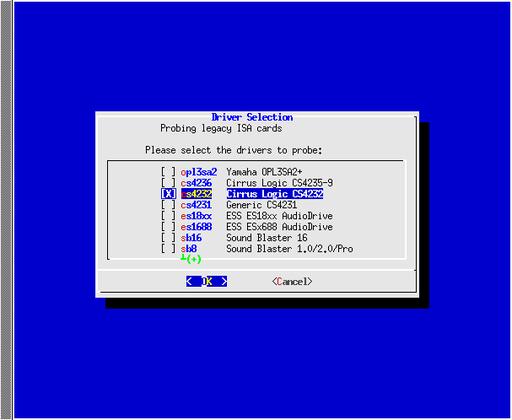 Driver Selection
Probing legacy ISA cards
Please select the drivers to probe:
[ ] opl3sa2 Yamaha OPL3SA2+
[ ] cs4236 Cirrus Logic CS4235-9
[X] cs4232 Cirrus Logic CS4232
[ ] cs4231 Generic CS4231
[ ] es18xx ESS ES18xx AudioDrive
[ ] es1688 ESS ESx688 AudioDrive
[ ] sb16 Sound Blaster 16
[ ] sb8 Sound Blaster 1.0/2.0/Pro
┴(+)
< OK > <Cancel>